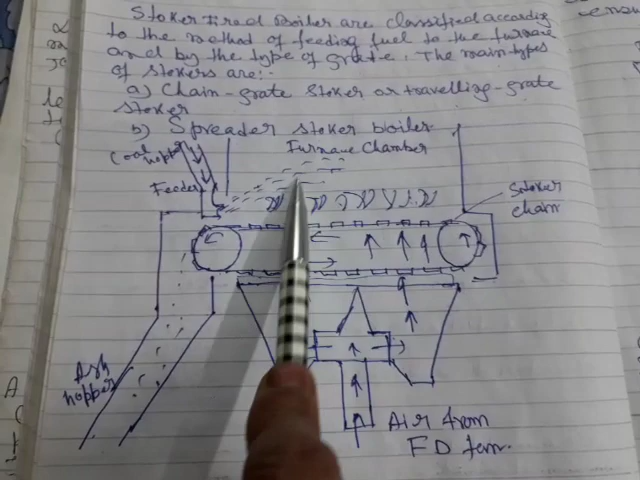 Stoker fired Boiler are classified according
to the method of feeding fuel to the furnace
and by the type of grate. The main types
of stokers are:-
a) Chain-grate Stoker or travelling-grate
stoker
b) Spreader stoker boiler
Coal hopper
Furnace Chamber
Feeder
Stoker
chain
Ash
hopper
Air from
FD fan.